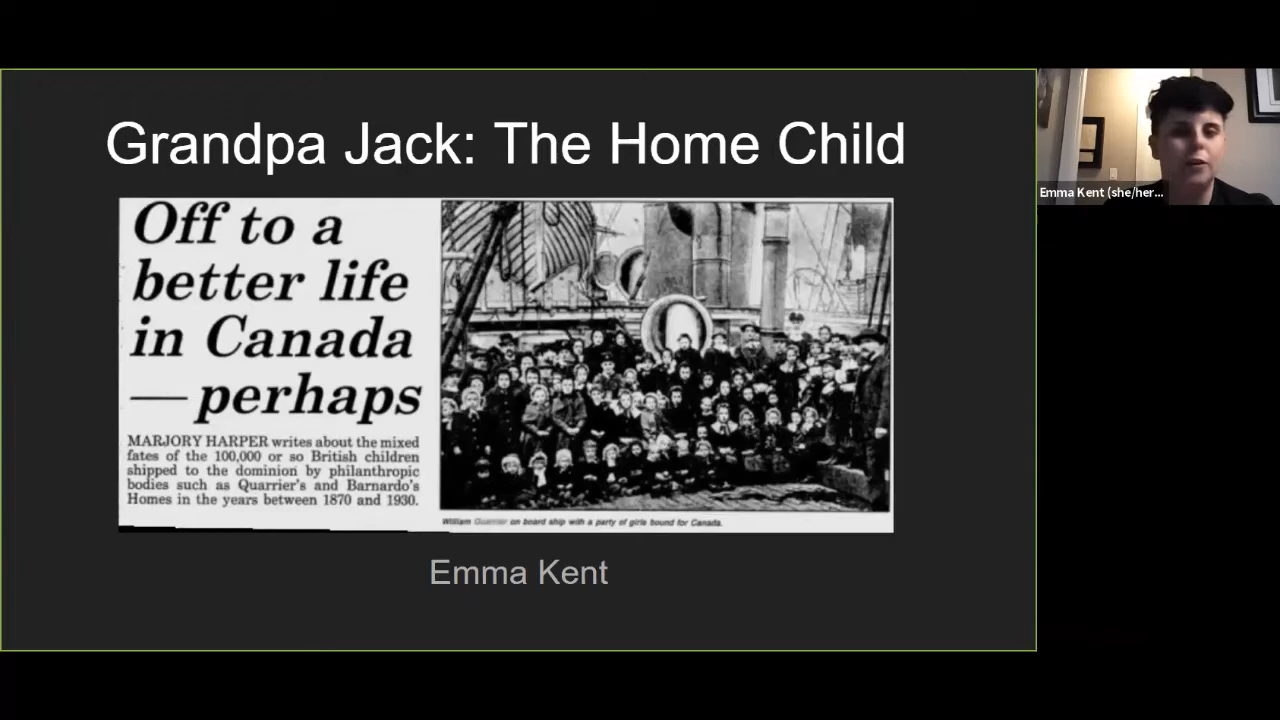 Grandpa Jack: The Home Child
Off to a
better life
in Canada
— perhaps
MARJORY HARPER writes about the mixed
fates of the 100,000 or so British children
shipped to the dominion by philanthropic
bodies such as Quarrier's and Barnardo's
Homes in the years between 1870 and 1930.
William Quarrier on board ship with a party of girls bound for Canada.
Emma Kent
Emma Kent (she/her...